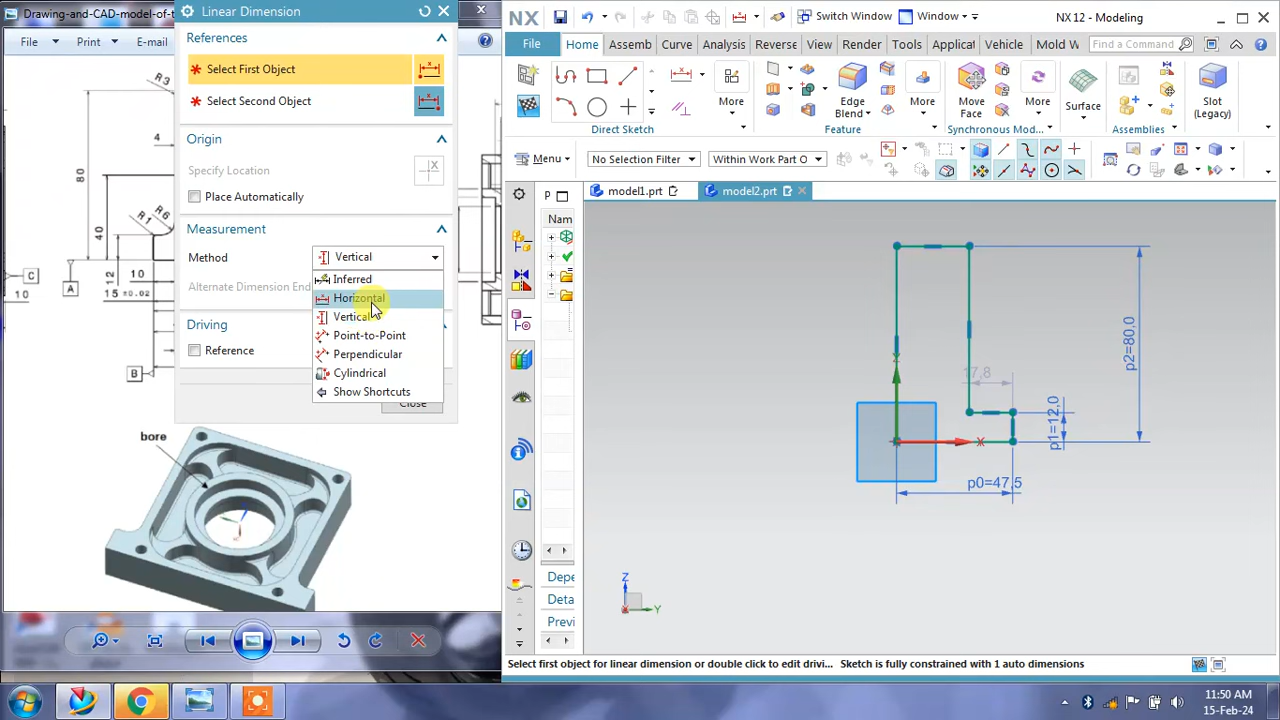 Drawing-and-CAD-model-of-t
File
Print
E-mail
R3
4
80
40
R1
R6
12
C
A
10
10
15±0.02
B
bore
Linear Dimension
References
Select First Object
Select Second Object
Origin
Specify Location
Place Automatically
Measurement
Method
Vertical
Alternate Dimension En
Inferred
Horizontal
Vertical
Point-to-Point
Perpendicular
Cylindrical
Show Shortcuts
Driving
Reference
Close
NX
Switch Window
Window
NX 12 - Modeling
File
Home
Assemb
Curve
Analysis
Reverse
View
Render
Tools
Applicat
Vehicle
Mold W
Find a Command
More
Edge
Blend
More
Move
Face
More
Surface
Slot
(Legacy)
Direct Sketch
Feature
Synchronous Mod...
Assemblies
Menu
No Selection Filter
Within Work Part O
P
model1.prt
model2.prt
Nam
Depe
Deta
Previ
17,8
p2=80,0
p1=12,0
p0=47,5
X
Z
Y
Select first object for linear dimension or double click to edit drivi...
Sketch is fully constrained with 1 auto dimensions
11:50 AM
15-Feb-24